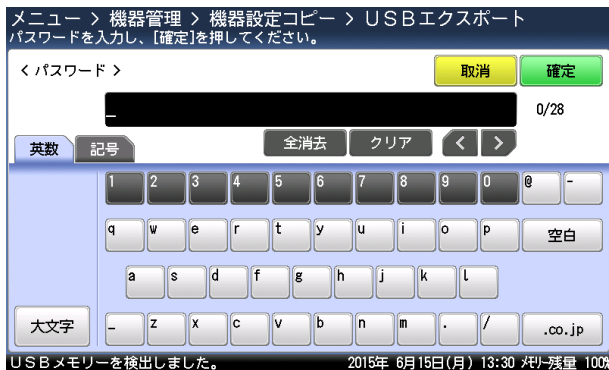 メニュー > 機器管理 > 機器設定コピー > USBエクスポート
パスワードを入力し、[確定]を押してください。
<パスワード> 取消 確定
_ 0/28
英数 記号 全消去 クリア < >
1 2 3 4 5 6 7 8 9 0 @ -
q w e r t y u i o p 空白
a s d f g h j k l
大文字 _ z x c v b n m . / .co.jp
USBメモリーを検出しました。 2015年 6月15日(月) 13:30 メモリー残量 100%